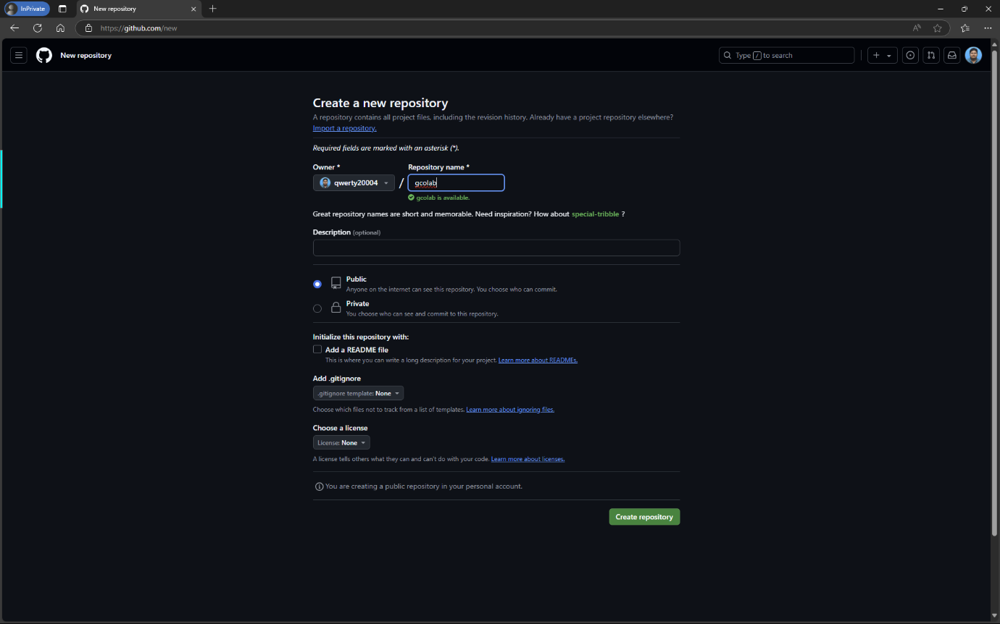 InPrivate
New repository
https://github.com/new
New repository
Type / to search
Create a new repository
A repository contains all project files, including the revision history. Already have a project repository elsewhere?
Import a repository.
Required fields are marked with an asterisk (*).
Owner * Repository name *
qwerty20004 / gcolab
gcolab is available.
Great repository names are short and memorable. Need inspiration? How about special-tribble ?
Description (optional)
Public
Anyone on the internet can see this repository. You choose who can commit.
Private
You choose who can see and commit to this repository.
Initialize this repository with:
Add a README file
This is where you can write a long description for your project. Learn more about READMEs.
Add .gitignore
.gitignore template: None
Choose which files not to track from a list of templates. Learn more about ignoring files.
Choose a license
License: None
A license tells others what they can and can't do with your code. Learn more about licenses.
You are creating a public repository in your personal account.
Create repository